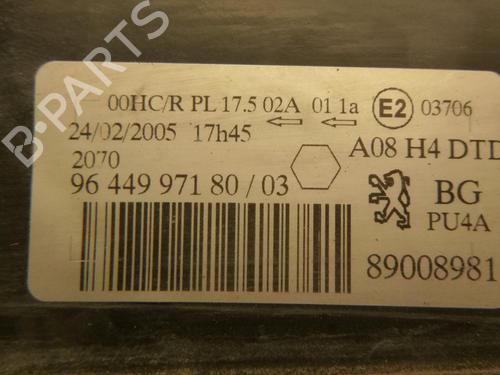 B-PARTS
00HC/R PL 17.5 02A 01 1a E2 03706
24/02/2005 17h45
2070
A08 H4 DTD
96 449 971 80 / 03
BG
PU4A
89008981